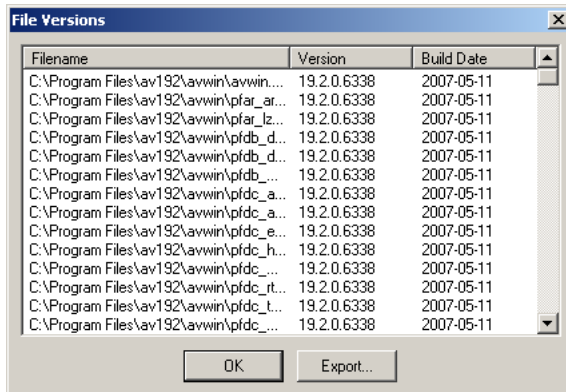 File Versions
Filename Version Build Date
C:\Program Files\av192\avwin\avwin.... 19.2.0.6338 2007-05-11
C:\Program Files\av192\avwin\pfar_ar... 19.2.0.6338 2007-05-11
C:\Program Files\av192\avwin\pfar_lz... 19.2.0.6338 2007-05-11
C:\Program Files\av192\avwin\pfdb_d... 19.2.0.6338 2007-05-11
C:\Program Files\av192\avwin\pfdb_d... 19.2.0.6338 2007-05-11
C:\Program Files\av192\avwin\pfdb_... 19.2.0.6338 2007-05-11
C:\Program Files\av192\avwin\pfdc_a... 19.2.0.6338 2007-05-11
C:\Program Files\av192\avwin\pfdc_a... 19.2.0.6338 2007-05-11
C:\Program Files\av192\avwin\pfdc_e... 19.2.0.6338 2007-05-11
C:\Program Files\av192\avwin\pfdc_h... 19.2.0.6338 2007-05-11
C:\Program Files\av192\avwin\pfdc_... 19.2.0.6338 2007-05-11
C:\Program Files\av192\avwin\pfdc_rt... 19.2.0.6338 2007-05-11
C:\Program Files\av192\avwin\pfdc_t... 19.2.0.6338 2007-05-11
C:\Program Files\av192\avwin\pfdc_... 19.2.0.6338 2007-05-11
OK Export...